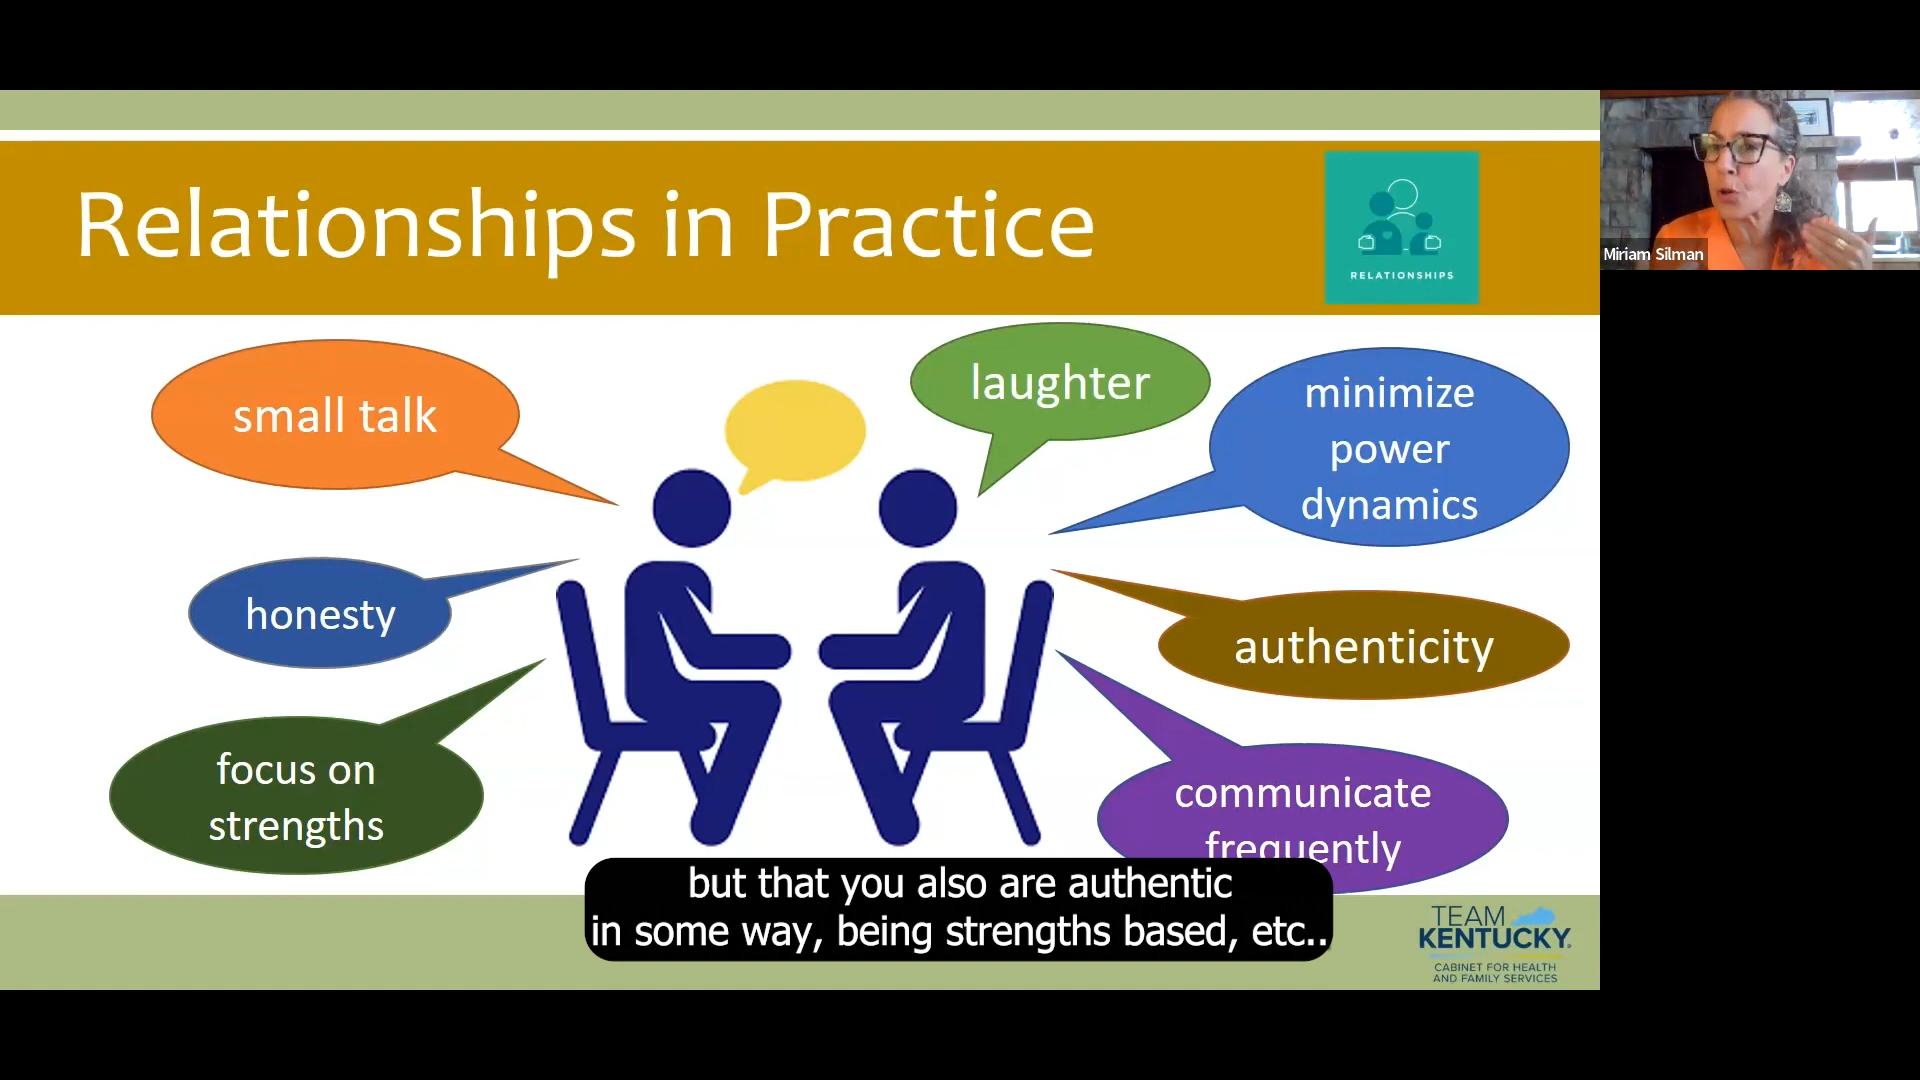 Relationships in Practice
RELATIONSHIPS
Miriam Silman
small talk
laughter
minimize
power
dynamics
honesty
authenticity
focus on
strengths
communicate
frequently
but that you also are authentic
in some way, being strengths based, etc..
TEAM
KENTUCKY
CABINET FOR HEALTH
AND FAMILY SERVICES